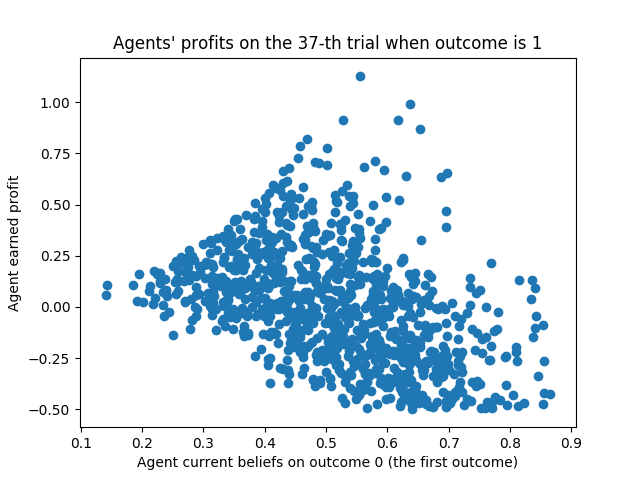 Agents' profits on the 37-th trial when outcome is 1
1.00
0.75
0.50
0.25
0.00
−0.25
−0.50
Agent earned profit
0.1 0.2 0.3 0.4 0.5 0.6 0.7 0.8 0.9
Agent current beliefs on outcome 0 (the first outcome)